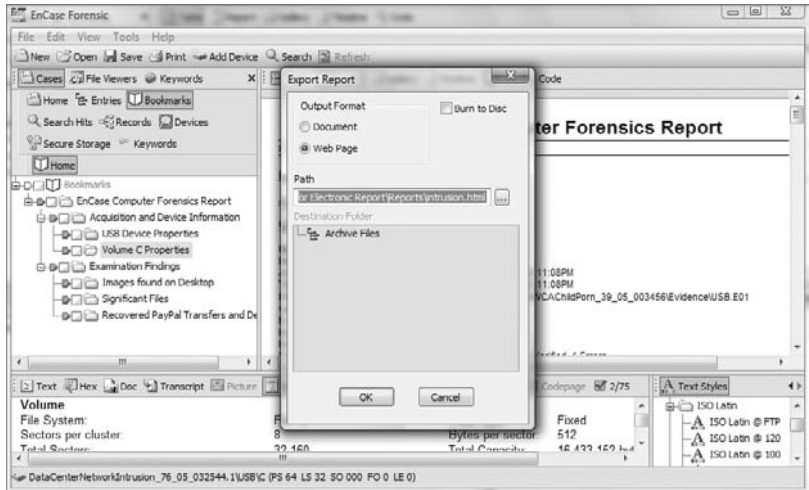 EnCase Forensic
File Edit View Tools Help
New Open Save Print Add Device Search Refresh
Cases File Viewers Keywords
Home Entries Bookmarks
Search Hits Records Devices
Secure Storage Keywords
Home
Bookmarks
EnCase Computer Forensics Report
Acquisition and Device Information
USB Device Properties
Volume C Properties
Examination Findings
Images found on Desktop
Significant Files
Recovered PayPal Transfers and De
Export Report
Output Format
Document
Web Page
Burn to Disc
Path
or Electronic Report\Reports\intrusion.html
Destination Folder
Archive Files
OK Cancel
Code
ter Forensics Report
11:08PM
11:08PM
VCAChildPorn_39_05_003456\Evidence\USB.E01
Text Hex Doc Transcript Picture
Codepage 2/75
Text Styles
Volume
File System: Fixed
Sectors per cluster: 8 Bytes per sector 512
Total Sectors: 32,160 Total Capacity:
ISO Latin
ISO Latin @ FTP
ISO Latin @ 120
ISO Latin @ 100
DataCenterNetworkIntrusion_76_05_032544.1\USB\C (PS 64 LS 32 SO 000 FO 0 LE 0)